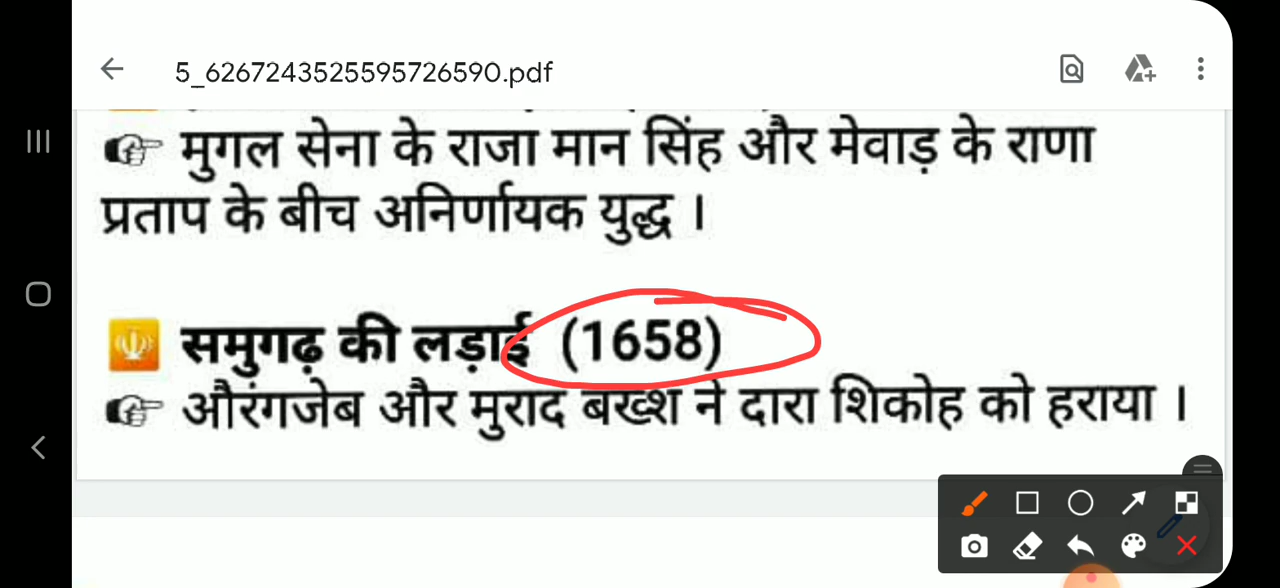 5_6267243525595726590.pdf
मुगल सेना के राजा मान सिंह और मेवाड़ के राणा
प्रताप के बीच अनिर्णायक युद्ध ।
समुगढ़ की लड़ाई (1658)
औरंगजेब और मुराद बख्श ने दारा शिकोह को हराया ।